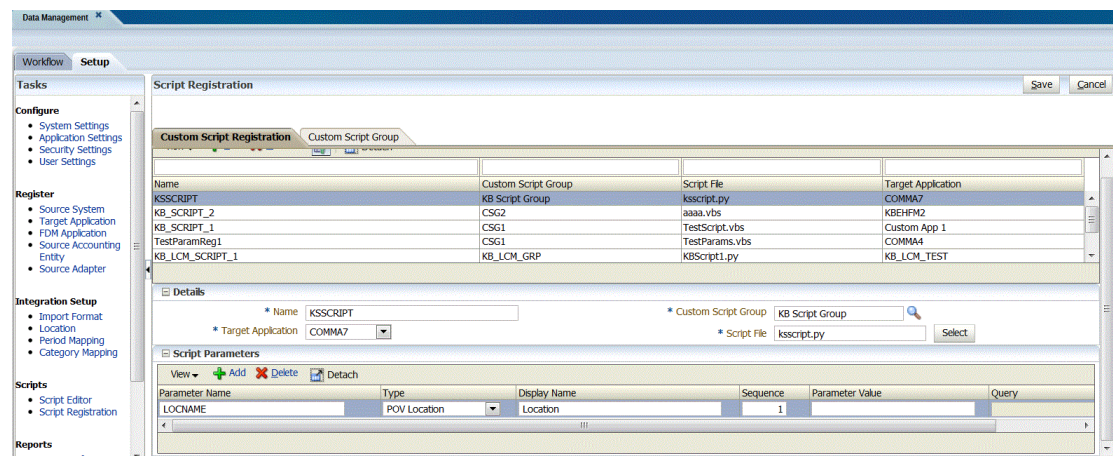 Data Management ×
Workflow Setup
Tasks
Configure
• System Settings
• Application Settings
• Security Settings
• User Settings
Register
• Source System
• Target Application
• FDM Application
• Source Accounting
Entity
• Source Adapter
Integration Setup
• Import Format
• Location
• Period Mapping
• Category Mapping
Scripts
• Script Editor
• Script Registration
Reports
Script Registration Save Cancel
Custom Script Registration Custom Script Group
Detach
Name Custom Script Group Script File Target Application
KSSCRIPT KB Script Group ksscript.py COMMA7
KB_SCRIPT_2 CSG2 aaaa.vbs KBEHFM2
KB_SCRIPT_1 CSG1 TestScript.vbs Custom App 1
TestParamReg1 CSG1 TestParams.vbs COMMA4
KB_LCM_SCRIPT_1 KB_LCM_GRP KBScript1.py KB_LCM_TEST
Details
* Name KSSCRIPT * Custom Script Group KB Script Group
* Target Application COMMA7 * Script File ksscript.py Select
Script Parameters
View Add Delete Detach
Parameter Name Type Display Name Sequence Parameter Value Query
LOCNAME POV Location Location 1